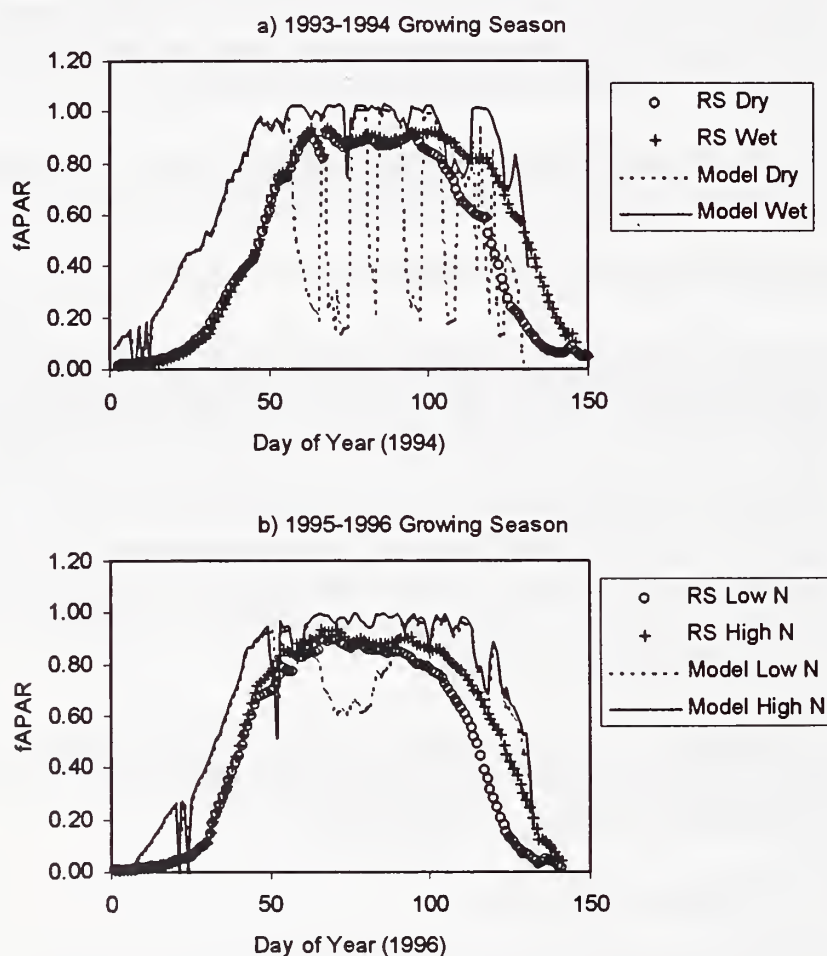 a) 1993-1994 Growing Season
1.20
1.00
0.80
0.60
0.40
0.20
0.00
fAPAR
0
50
100
150
Day of Year (1994)
RS Dry
RS Wet
Model Dry
Model Wet
b) 1995-1996 Growing Season
1.20
1.00
0.80
0.60
0.40
0.20
0.00
fAPAR
0
50
100
150
Day of Year (1996)
RS Low N
RS High N
Model Low N
Model High N